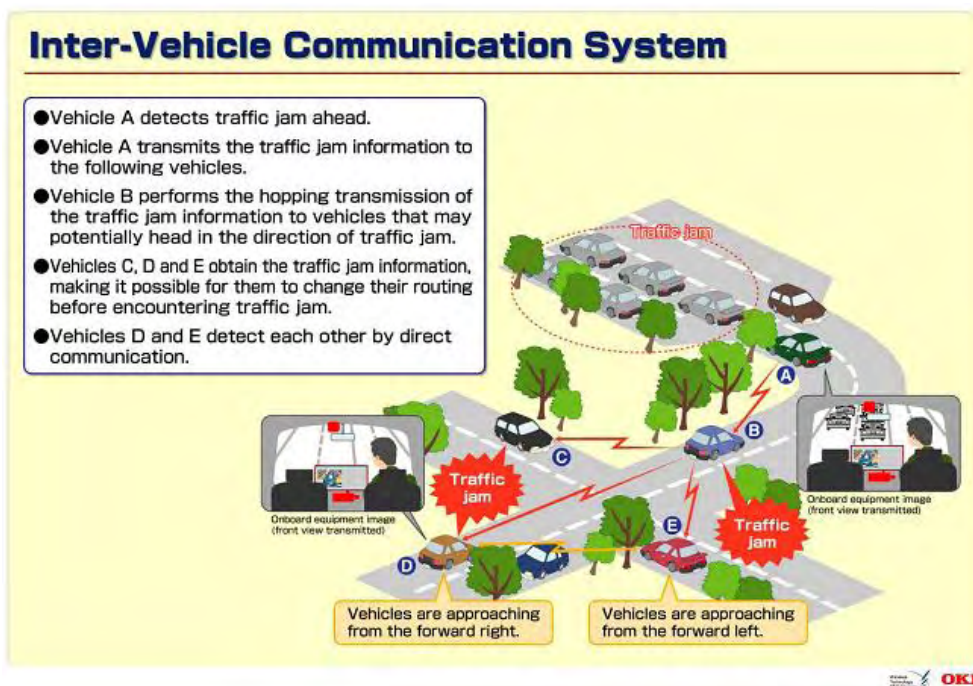 Inter-Vehicle Communication System
●Vehicle A detects traffic jam ahead.
●Vehicle A transmits the traffic jam information to
the following vehicles.
●Vehicle B performs the hopping transmission of
the traffic jam information to vehicles that may
potentially head in the direction of traffic jam.
●Vehicles C, D and E obtain the traffic jam information,
making it possible for them to change their routing
before encountering traffic jam.
●Vehicles D and E detect each other by direct
communication.
Traffic jam
A
B
C
Traffic
jam
Onboard equipment image
(front view transmitted)
Onboard equipment image
(front view transmitted)
E
Traffic
jam
D
Vehicles are approaching
from the forward right.
Vehicles are approaching
from the forward left.
OKI